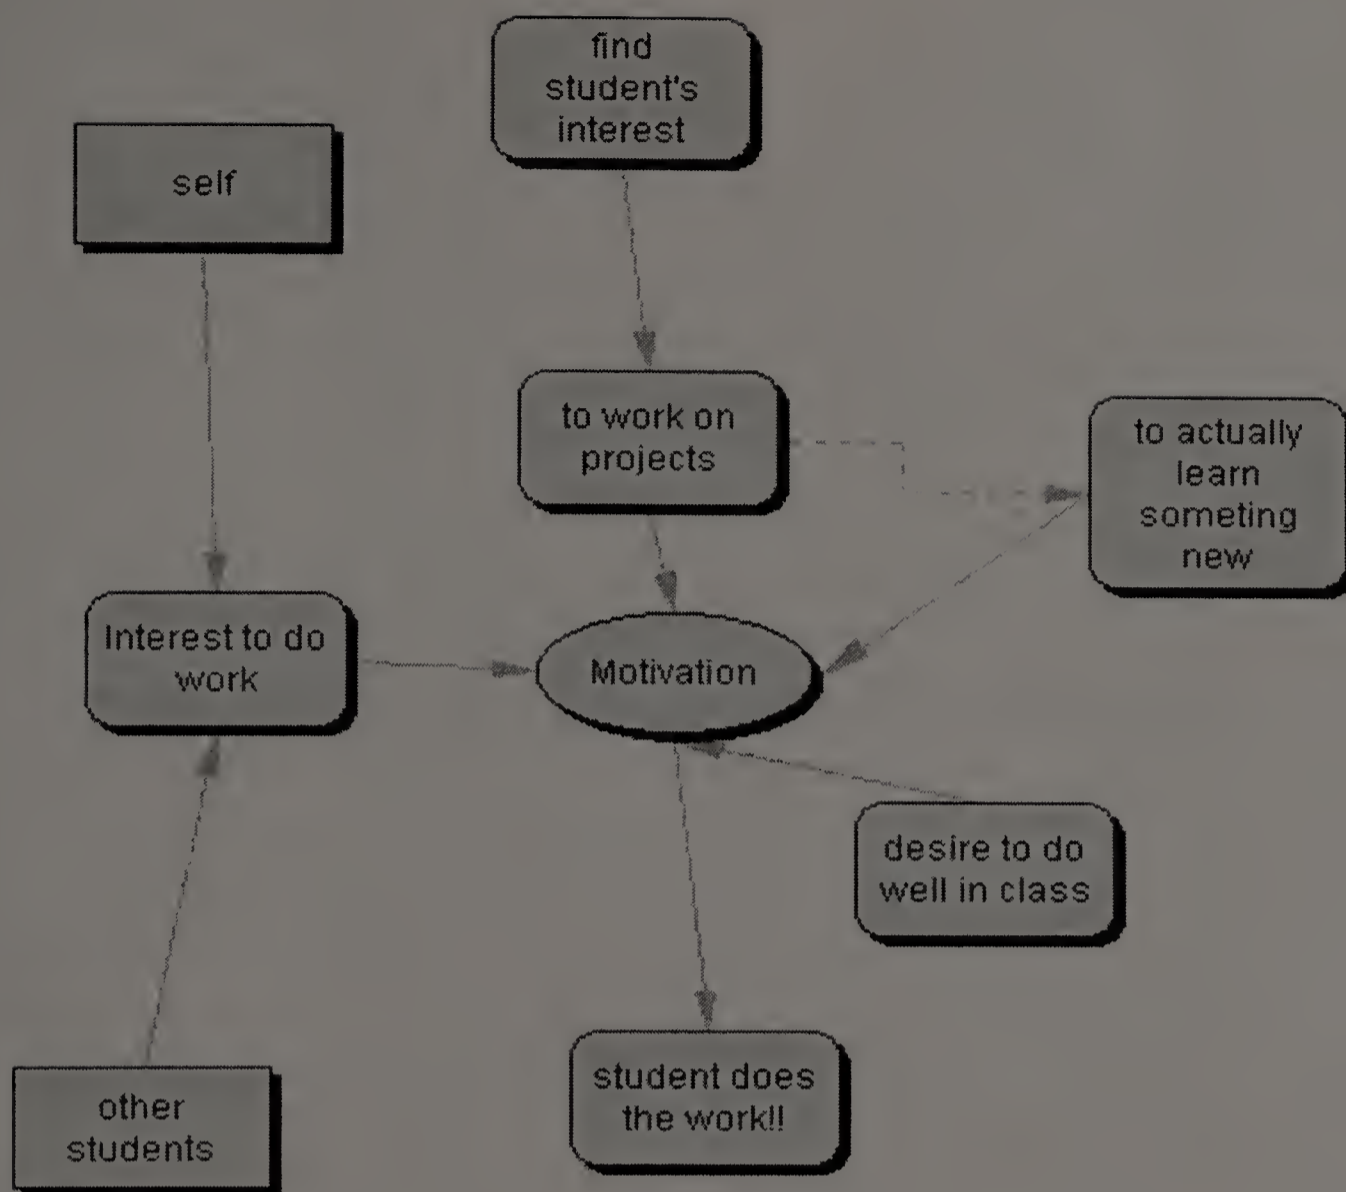 find
student's
interest
self
to work on
projects
to actually
learn
someting
new
Interest to do
work
Motivation
desire to do
well in class
student does
the work!!
other
students